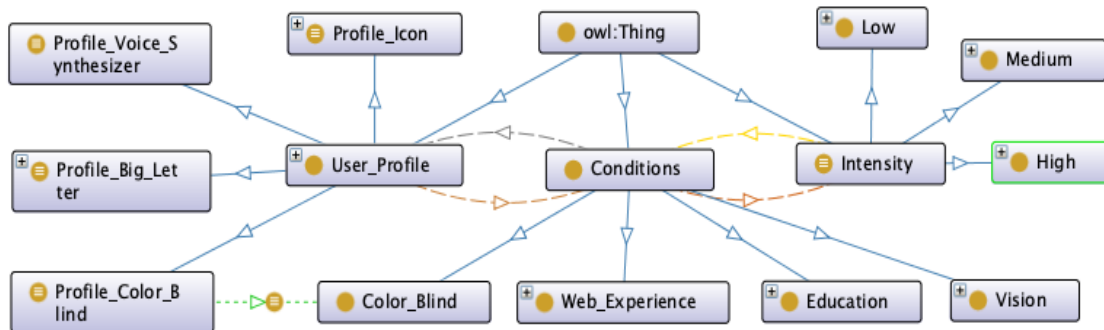 Profile_Voice_S
ynthesizer
Profile_Icon
owl:Thing
Low
Medium
Profile_Big_Let
ter
User_Profile
Conditions
Intensity
High
Profile_Color_B
lind
Color_Blind
Web_Experience
Education
Vision